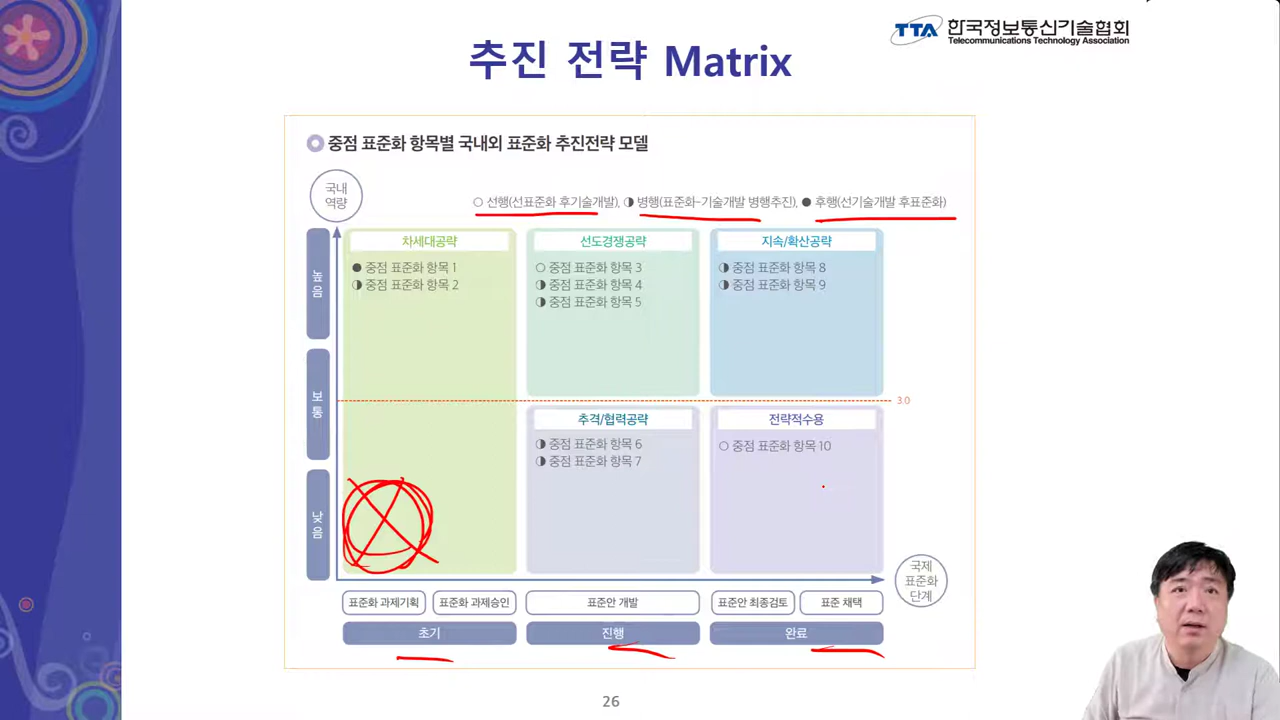 TTA 한국정보통신기술협회
Telecommunications Technology Association
추진 전략 Matrix
중점 표준화 항목별 국내외 표준화 추진전략 모델
국내
역량
○ 선행(선표준화 후기술개발), ◑ 병행(표준화-기술개발 병행추진), ● 후행(선기술개발 후표준화)
높음
보통
낮음
차세대공략
● 중점 표준화 항목 1
◑ 중점 표준화 항목 2
선도경쟁공략
○ 중점 표준화 항목 3
◑ 중점 표준화 항목 4
◑ 중점 표준화 항목 5
지속/확산공략
◑ 중점 표준화 항목 8
◑ 중점 표준화 항목 9
3.0
추격/협력공략
◑ 중점 표준화 항목 6
◑ 중점 표준화 항목 7
전략적수용
○ 중점 표준화 항목 10
국제
표준화
단계
표준화 과제기획 표준화 과제승인 표준안 개발 표준안 최종검토 표준 채택
초기 진행 완료
26